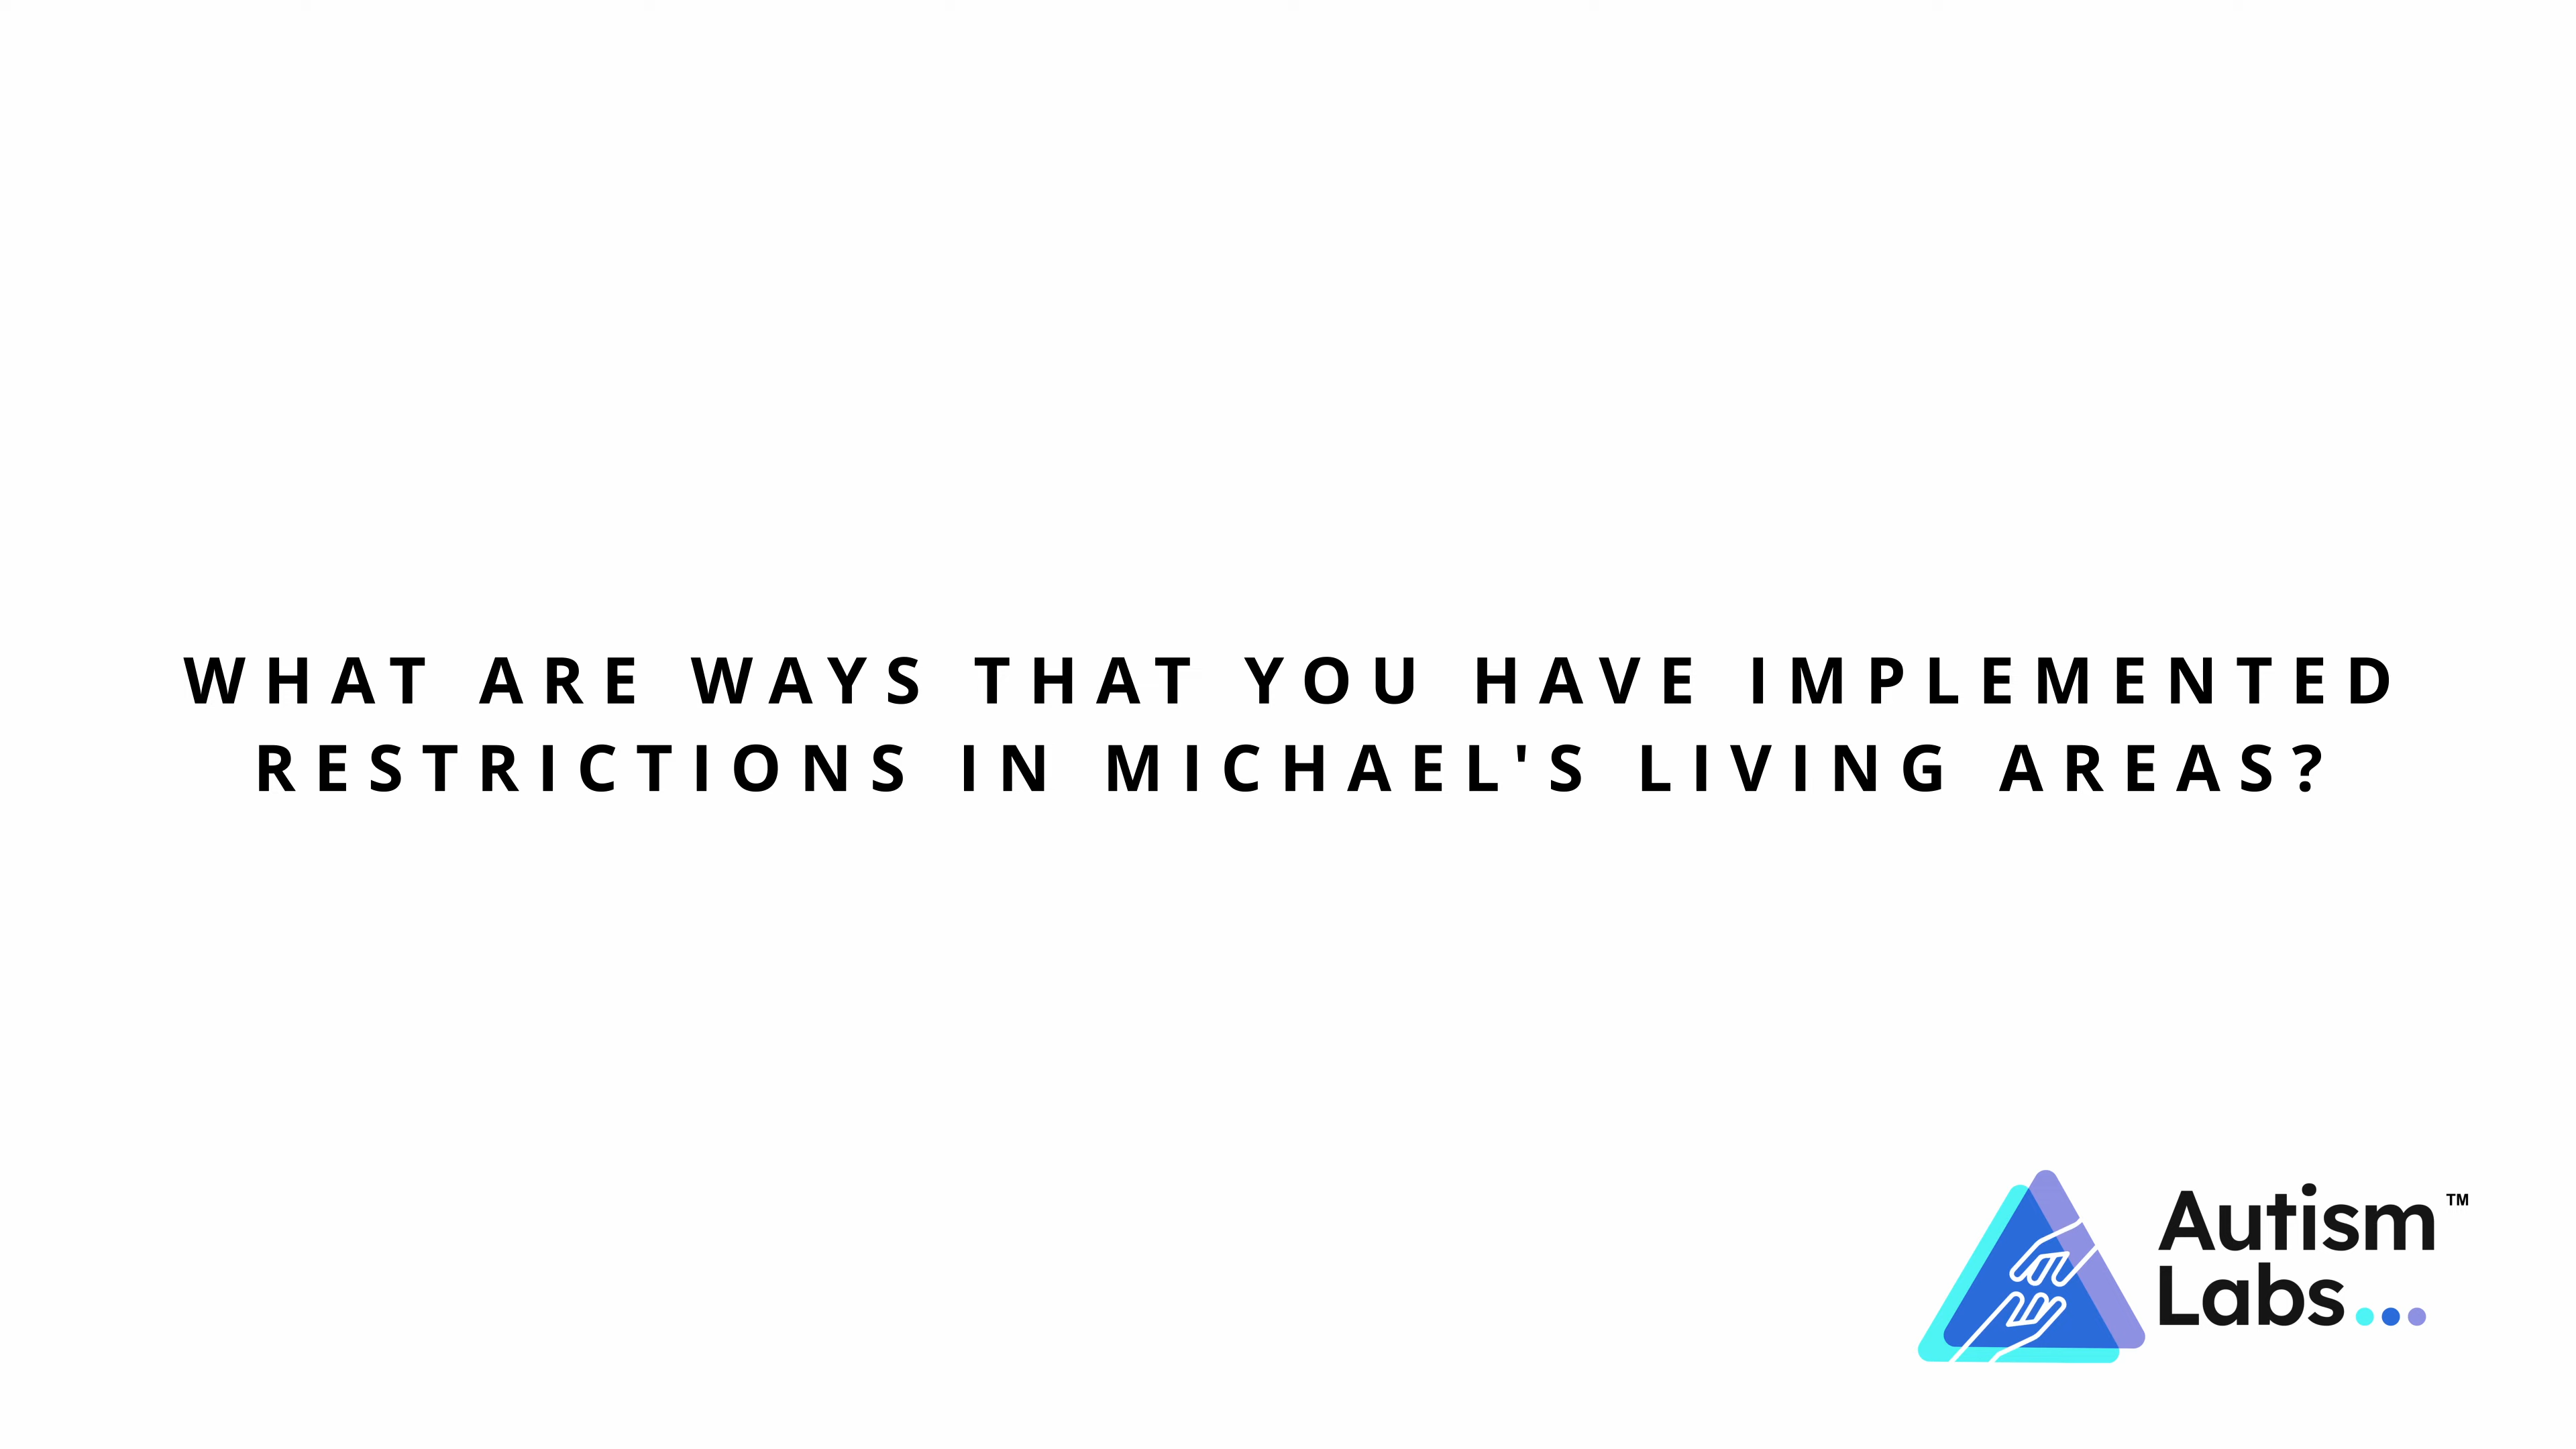 WHAT ARE WAYS THAT YOU HAVE IMPLEMENTED
RESTRICTIONS IN MICHAEL'S LIVING AREAS?
Autism™
Labs...